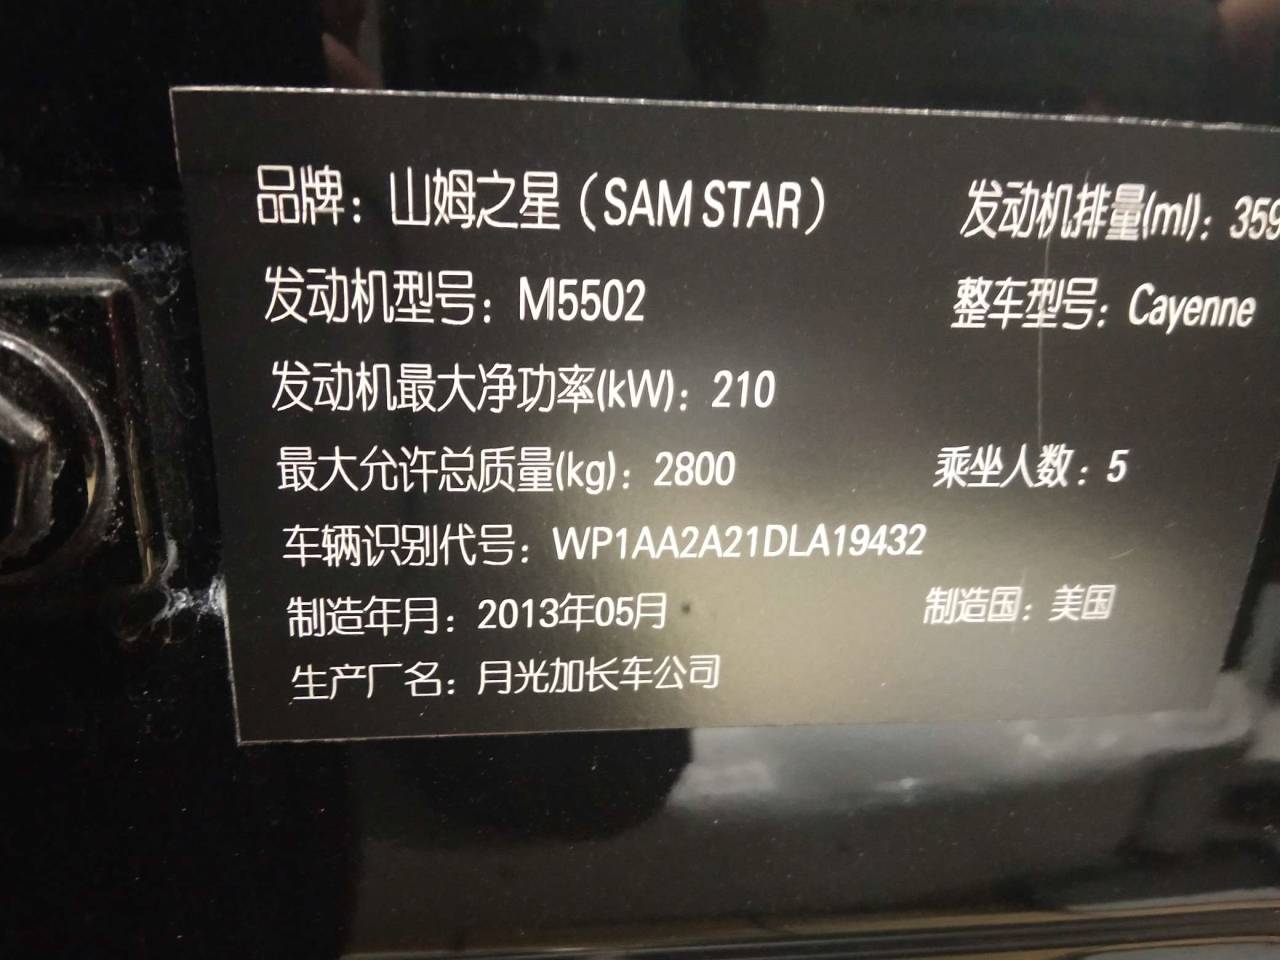 品牌：山姆之星（SAM STAR） 发动机排量(ml)：359
发动机型号：M5502 整车型号：Cayenne
发动机最大净功率(kW)：210
最大允许总质量(kg)：2800 乘坐人数：5
车辆识别代号：WP1AA2A21DLA19432
制造年月：2013年05月 制造国：美国
生产厂名：月光加长车公司